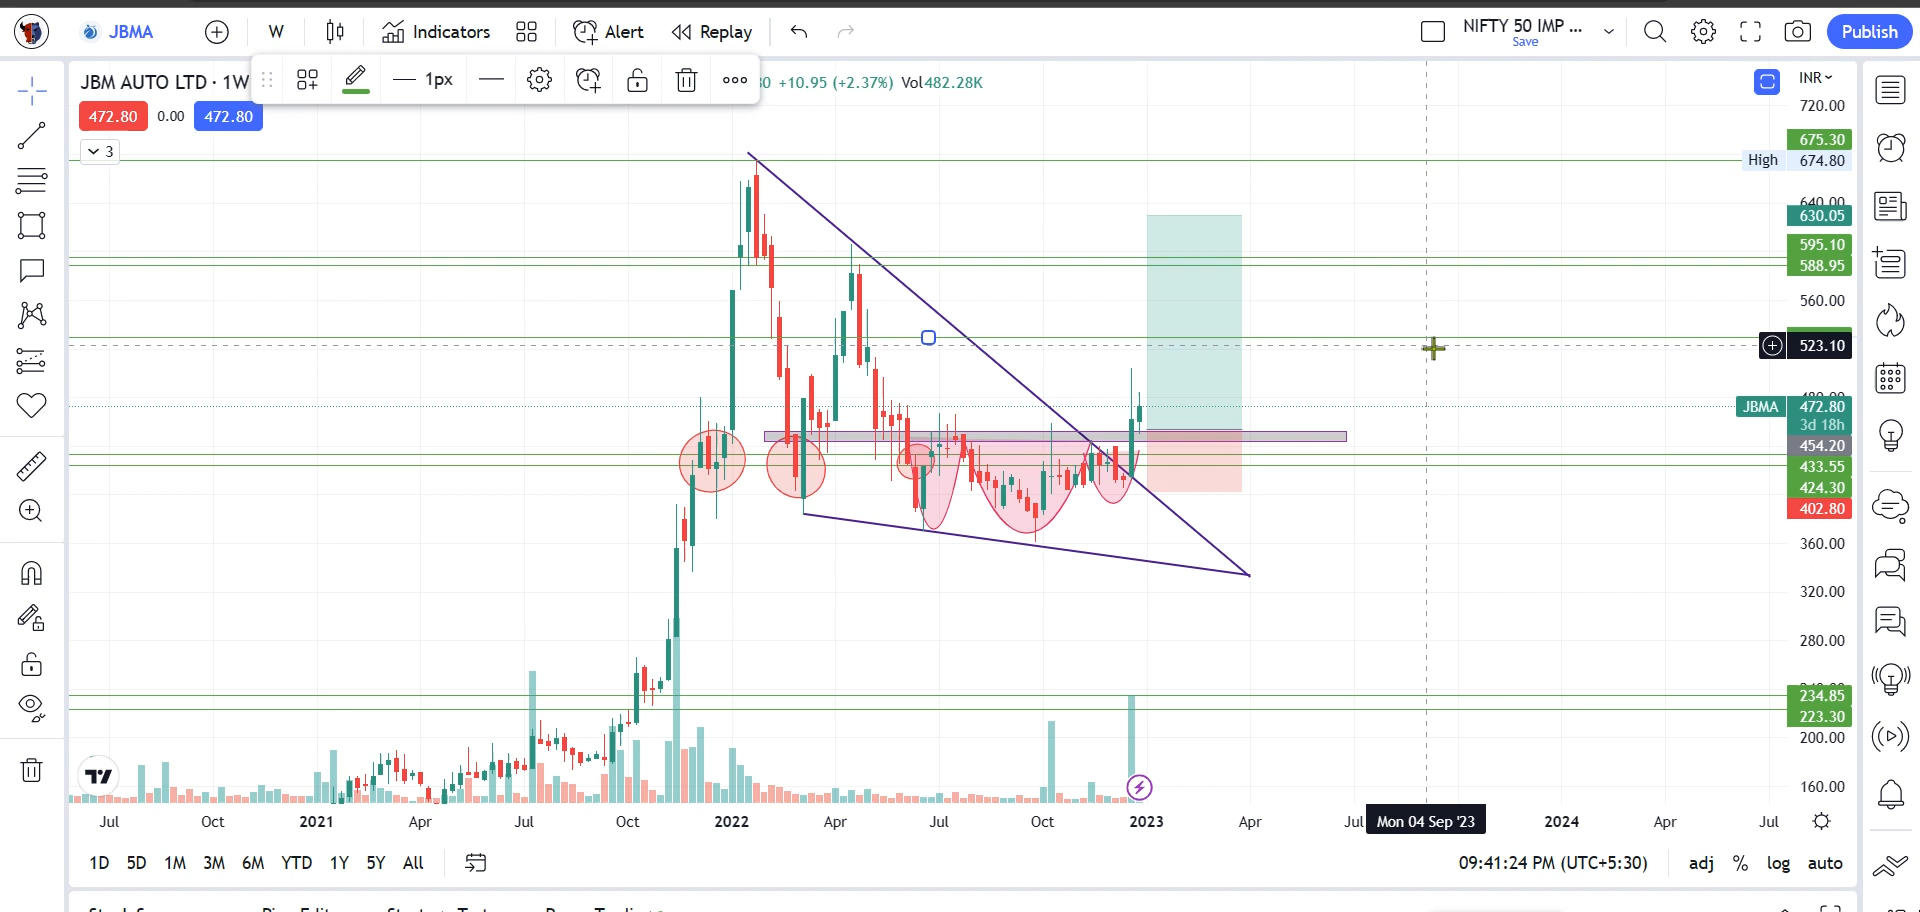 JBMA
W
Indicators
Alert
Replay
NIFTY 50 IMP ...
Save
Publish
JBM AUTO LTD · 1W
1px
+10.95 (+2.37%) Vol482.28K
INR
472.80 0.00 472.80
3
720.00
675.30
High 674.80
640.00
630.05
595.10
588.95
560.00
523.10
JBMA 472.80
3d 18h
454.20
433.55
424.30
402.80
360.00
320.00
280.00
234.85
223.30
200.00
160.00
Jul Oct 2021 Apr Jul Oct 2022 Apr Jul Oct 2023 Apr Jul Mon 04 Sep '23 2024 Apr Jul
1D 5D 1M 3M 6M YTD 1Y 5Y All
09:41:24 PM (UTC+5:30) adj % log auto